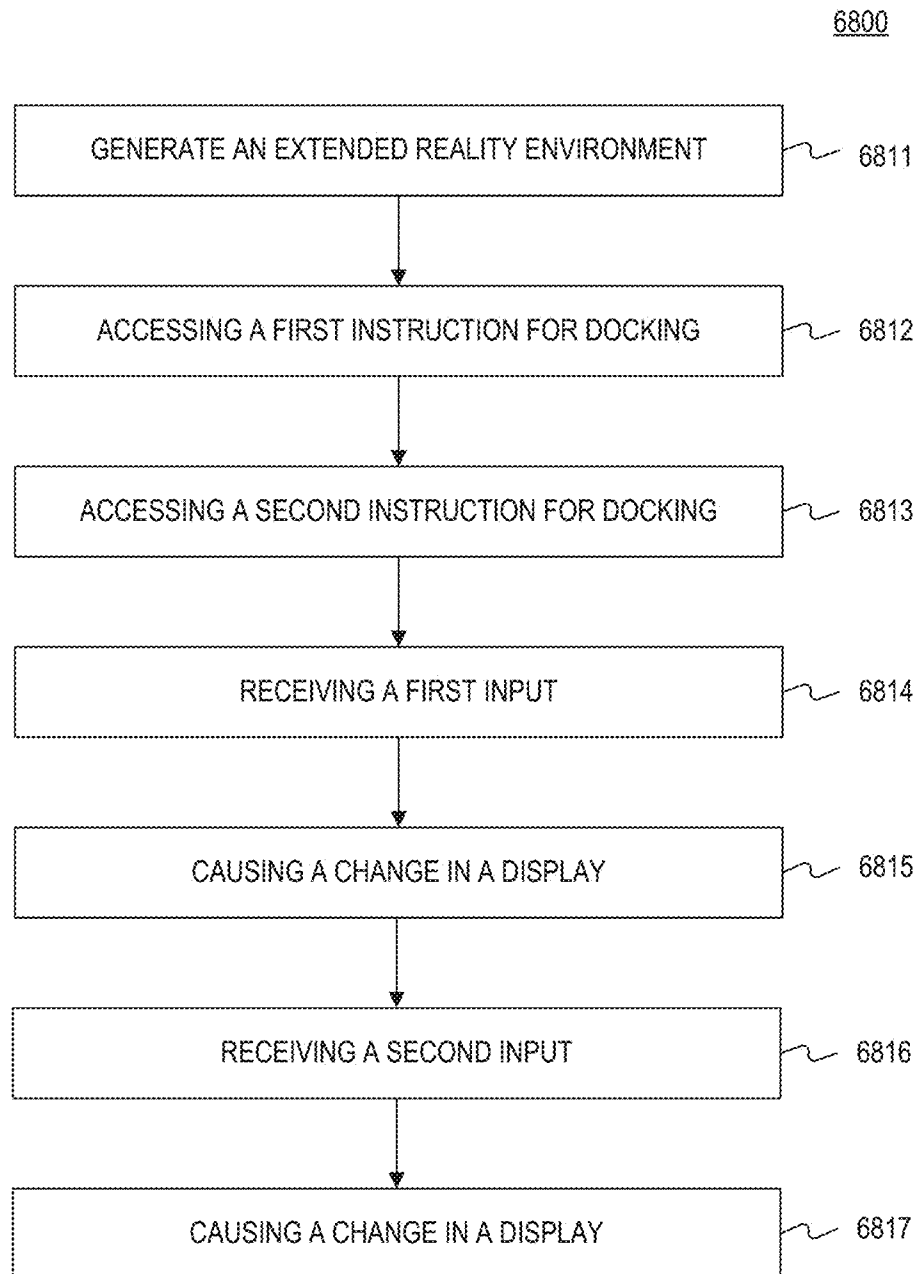 6800
GENERATE AN EXTENDED REALITY ENVIRONMENT
6811
ACCESSING A FIRST INSTRUCTION FOR DOCKING
6812
ACCESSING A SECOND INSTRUCTION FOR DOCKING
6813
RECEIVING A FIRST INPUT
6814
CAUSING A CHANGE IN A DISPLAY
6815
RECEIVING A SECOND INPUT
6816
CAUSING A CHANGE IN A DISPLAY
6817